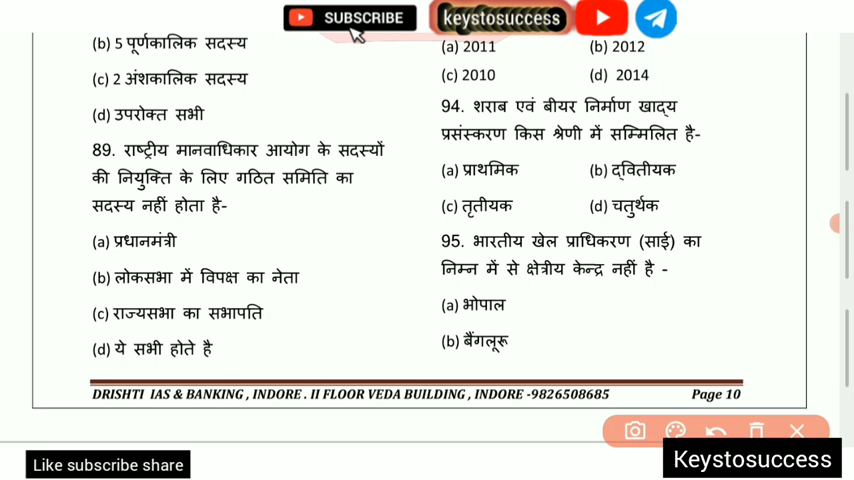 SUBSCRIBE
keystosuccess
(b) 5 पूर्णकालिक सदस्य
(c) 2 अंशकालिक सदस्य
(d) उपरोक्त सभी
89. राष्ट्रीय मानवाधिकार आयोग के सदस्यों
की नियुक्ति के लिए गठित समिति का
सदस्य नहीं होता है-
(a) प्रधानमंत्री
(b) लोकसभा में विपक्ष का नेता
(c) राज्यसभा का सभापति
(d) ये सभी होते है
(a) 2011 (b) 2012
(c) 2010 (d) 2014
94. शराब एवं बीयर निर्माण खाद्य
प्रसंस्करण किस श्रेणी में सम्मिलित है-
(a) प्राथमिक (b) द्वितीयक
(c) तृतीयक (d) चतुर्थक
95. भारतीय खेल प्राधिकरण (साई) का
निम्न में से क्षेत्रीय केन्द्र नहीं है -
(a) भोपाल
(b) बैंगलूरू
DRISHTI IAS & BANKING , INDORE . II FLOOR VEDA BUILDING , INDORE -9826508685 Page 10
Like subscribe share
Keystosuccess